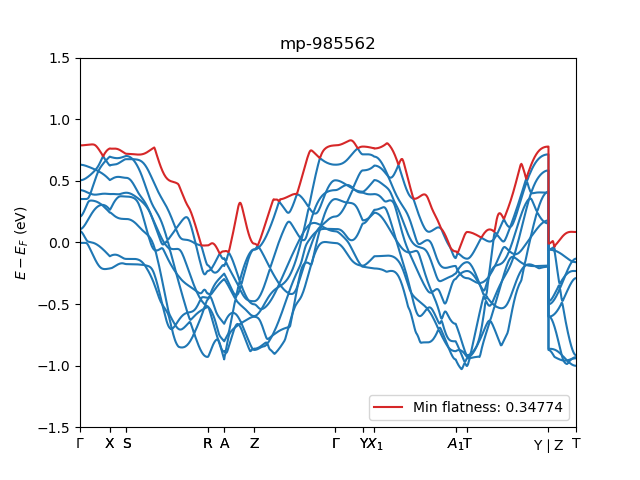 mp-985562
E − E_F (eV)
1.5
1.0
0.5
0.0
−0.5
−1.0
−1.5
Min flatness: 0.34774
Γ X S R A Z Γ Y X₁ A₁ T Y | Z T